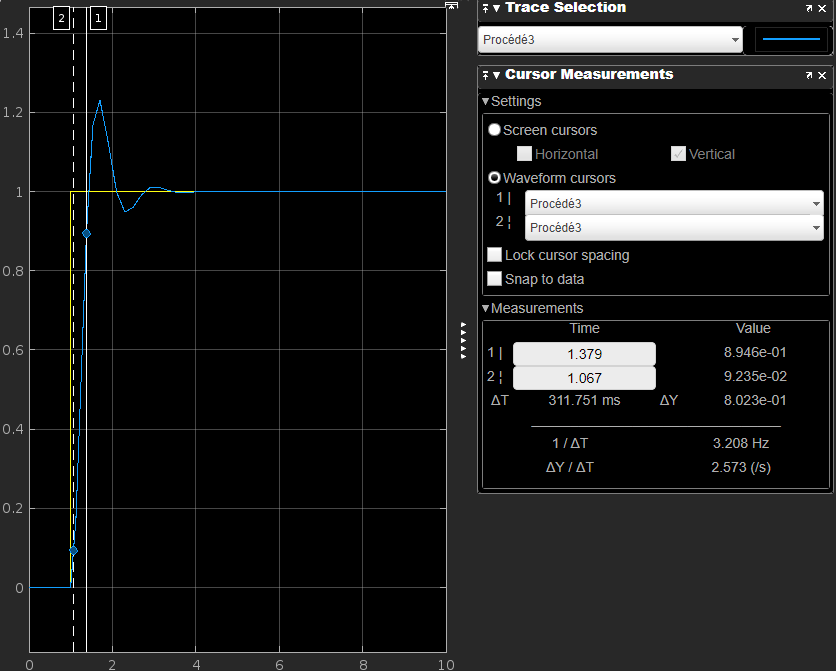 2 1
1.4
1.2
1
0.8
0.6
0.4
0.2
0
0 2 4 6 8 10
Trace Selection
Procédé3
Cursor Measurements
Settings
Screen cursors
Horizontal Vertical
Waveform cursors
1 | Procédé3
2 ¦ Procédé3
Lock cursor spacing
Snap to data
Measurements
Time Value
1 | 1.379 8.946e-01
2 ¦ 1.067 9.235e-02
ΔT 311.751 ms ΔY 8.023e-01
1 / ΔT 3.208 Hz
ΔY / ΔT 2.573 (/s)